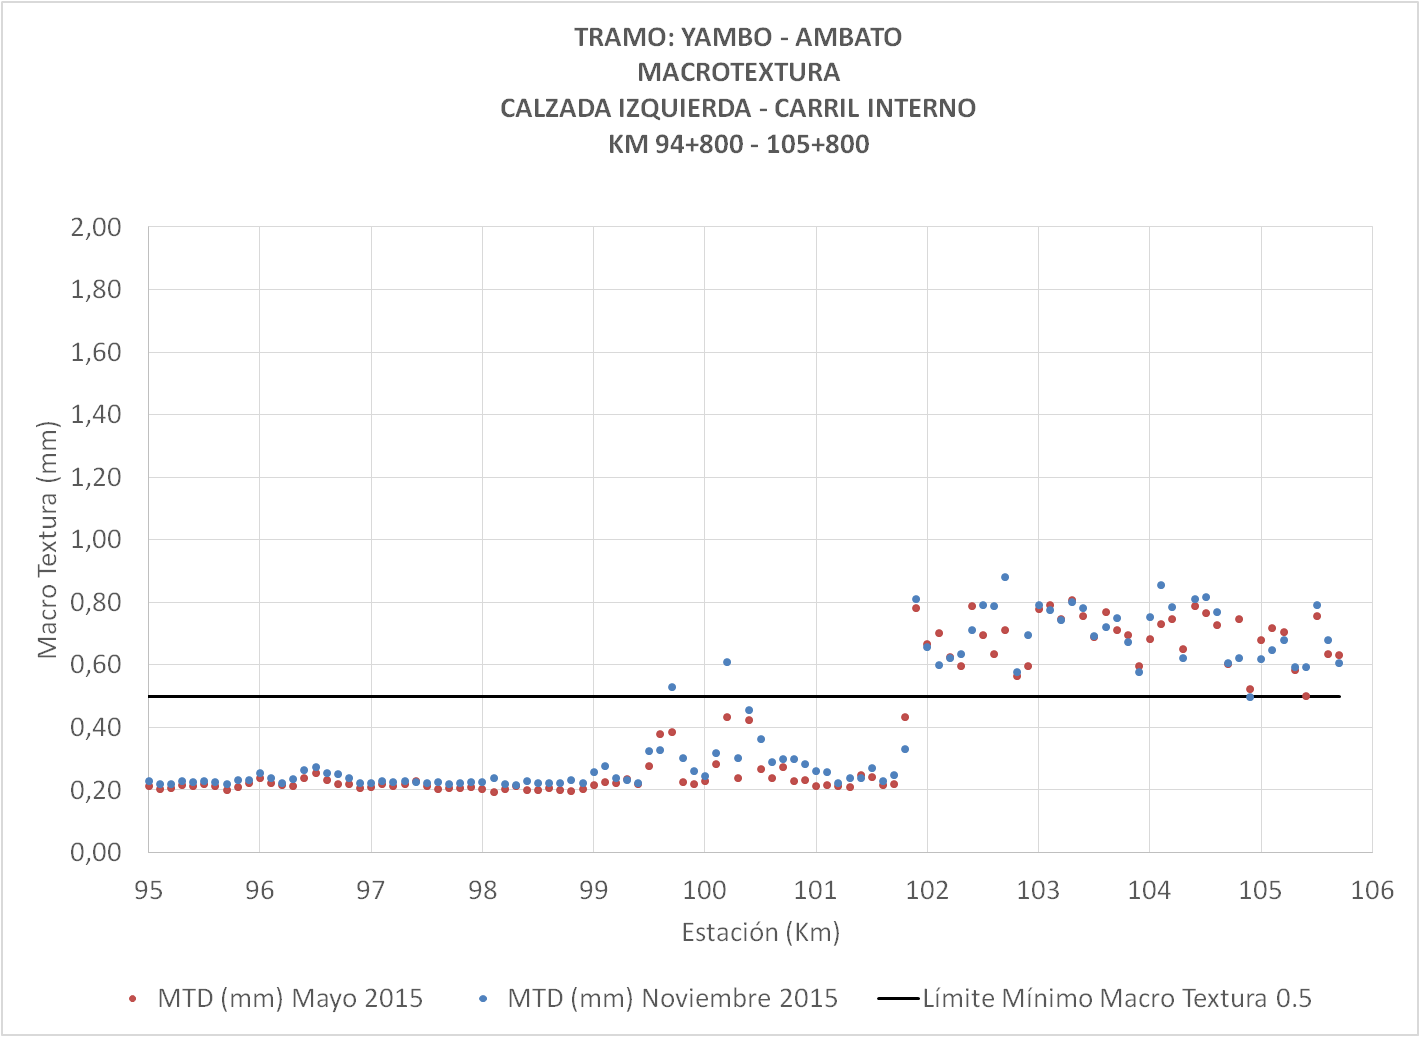 TRAMO: YAMBO - AMBATO
MACROTEXTURA
CALZADA IZQUIERDA - CARRIL INTERNO
KM 94+800 - 105+800
2,00
1,80
1,60
1,40
1,20
1,00
0,80
0,60
0,40
0,20
0,00
Macro Textura (mm)
95 96 97 98 99 100 101 102 103 104 105 106
Estación (Km)
MTD (mm) Mayo 2015 MTD (mm) Noviembre 2015 Límite Mínimo Macro Textura 0.5